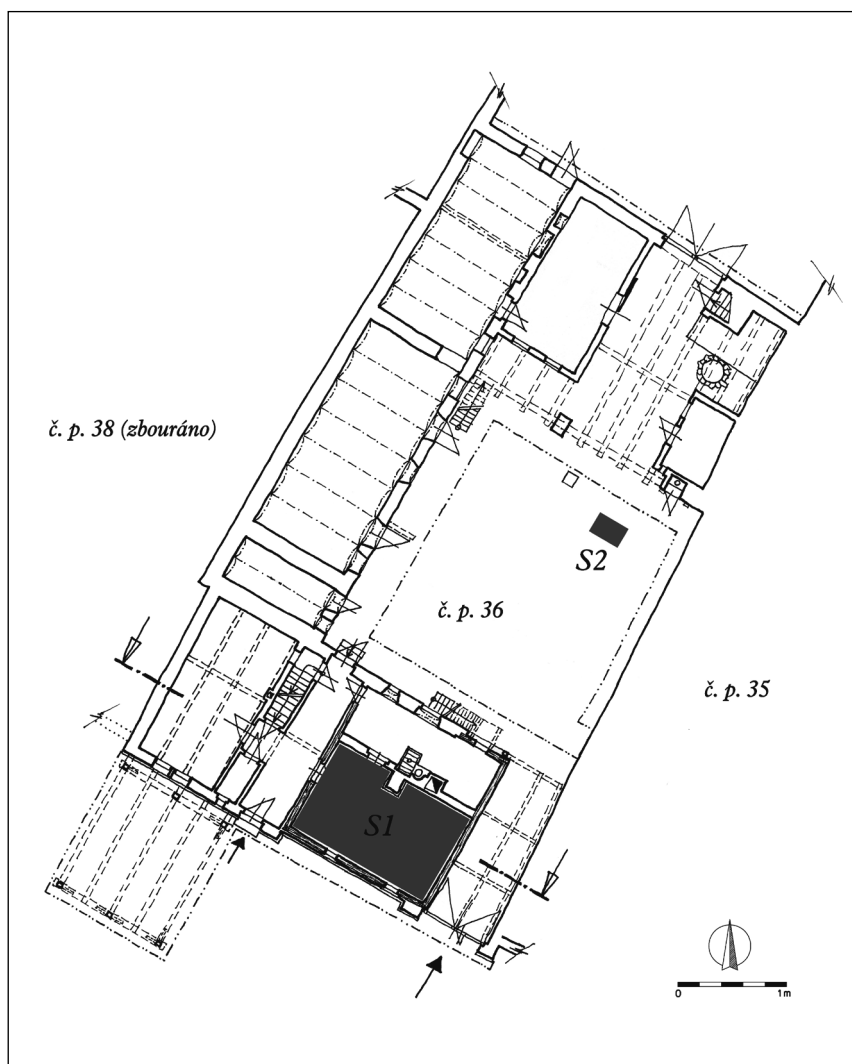 č. p. 38 (zbouráno)
S2
č. p. 36
č. p. 35
S1
0 1m